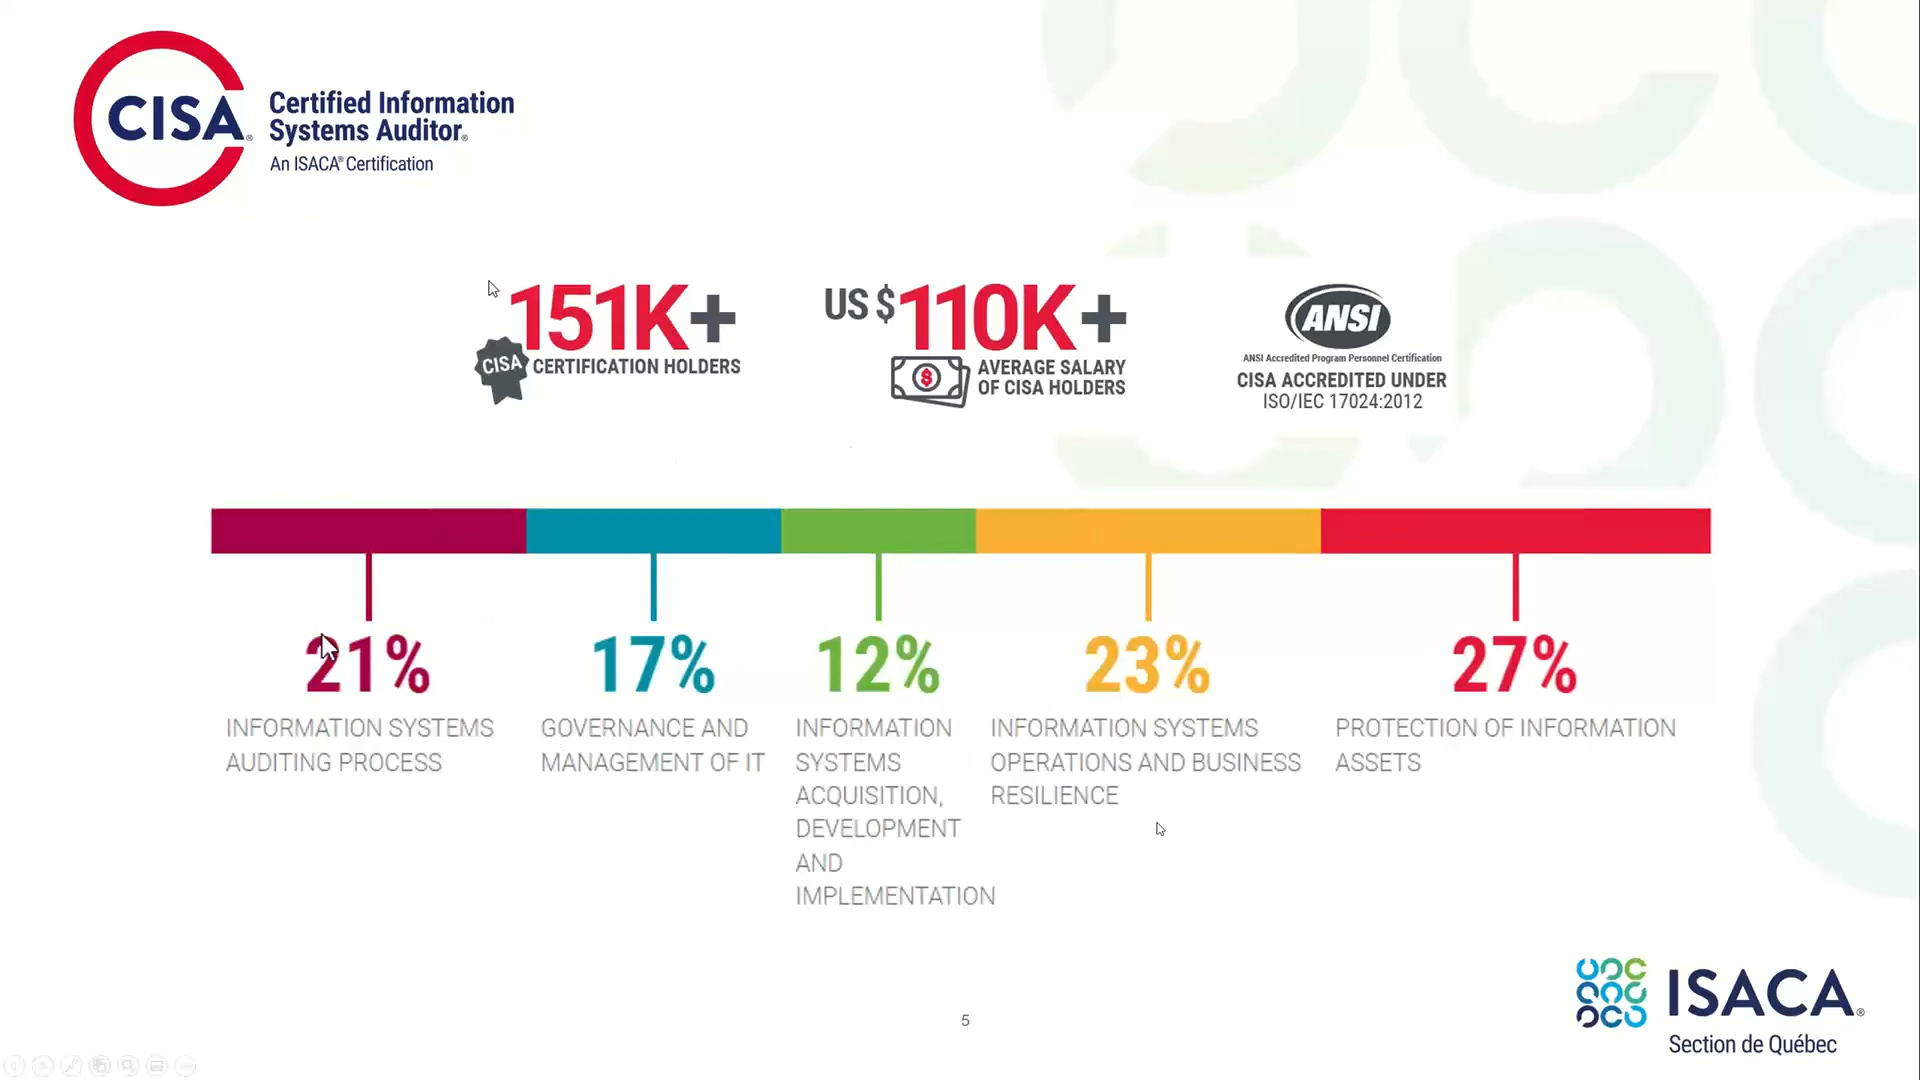 CISA®
Certified Information
Systems Auditor®
An ISACA® Certification
151K+
CISA
CERTIFICATION HOLDERS
US $110K+
AVERAGE SALARY
OF CISA HOLDERS
ANSI
ANSI Accredited Program Personnel Certification
CISA ACCREDITED UNDER
ISO/IEC 17024:2012
21%
INFORMATION SYSTEMS
AUDITING PROCESS
17%
GOVERNANCE AND
MANAGEMENT OF IT
12%
INFORMATION
SYSTEMS
ACQUISITION,
DEVELOPMENT
AND
IMPLEMENTATION
23%
INFORMATION SYSTEMS
OPERATIONS AND BUSINESS
RESILIENCE
27%
PROTECTION OF INFORMATION
ASSETS
5
ISACA®
Section de Québec